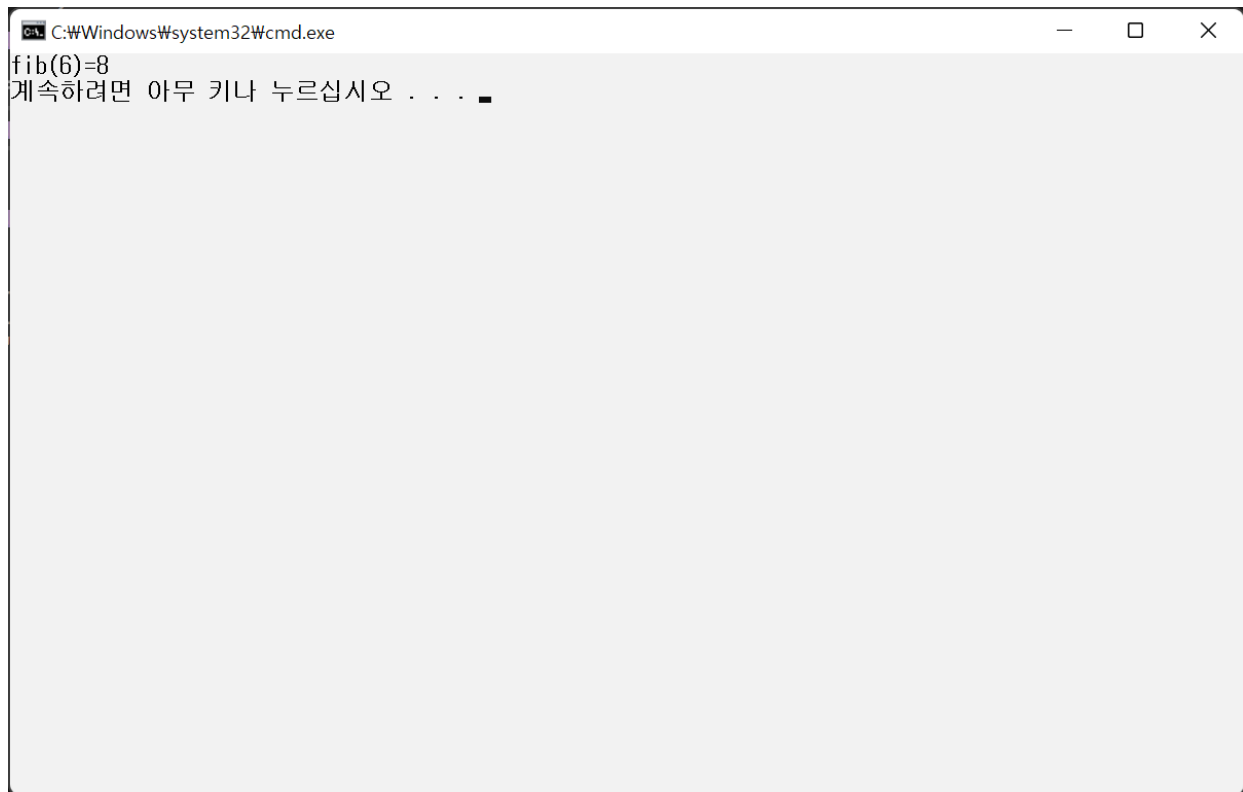 C:₩Windows₩system32₩cmd.exe
fib(6)=8
계속하려면 아무 키나 누르십시오 . . .